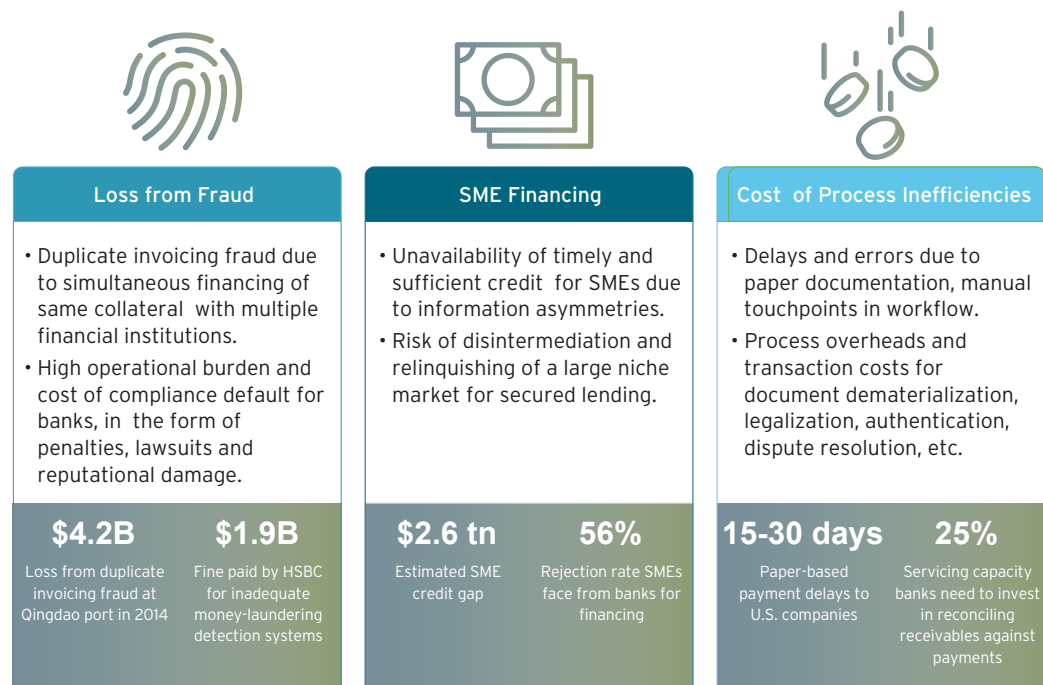 Loss from Fraud
• Duplicate invoicing fraud due
to simultaneous financing of
same collateral with multiple
financial institutions.
• High operational burden and
cost of compliance default for
banks, in the form of
penalties, lawsuits and
reputational damage.
$4.2B
Loss from duplicate
invoicing fraud at
Qingdao port in 2014
$1.9B
Fine paid by HSBC
for inadequate
money-laundering
detection systems
SME Financing
• Unavailability of timely and
sufficient credit for SMEs due
to information asymmetries.
• Risk of disintermediation and
relinquishing of a large niche
market for secured lending.
$2.6 tn
Estimated SME
credit gap
56%
Rejection rate SMEs
face from banks for
financing
Cost of Process Inefficiencies
• Delays and errors due to
paper documentation, manual
touchpoints in workflow.
• Process overheads and
transaction costs for
document dematerialization,
legalization, authentication,
dispute resolution, etc.
15-30 days
Paper-based
payment delays to
U.S. companies
25%
Servicing capacity
banks need to invest
in reconciling
receivables against
payments